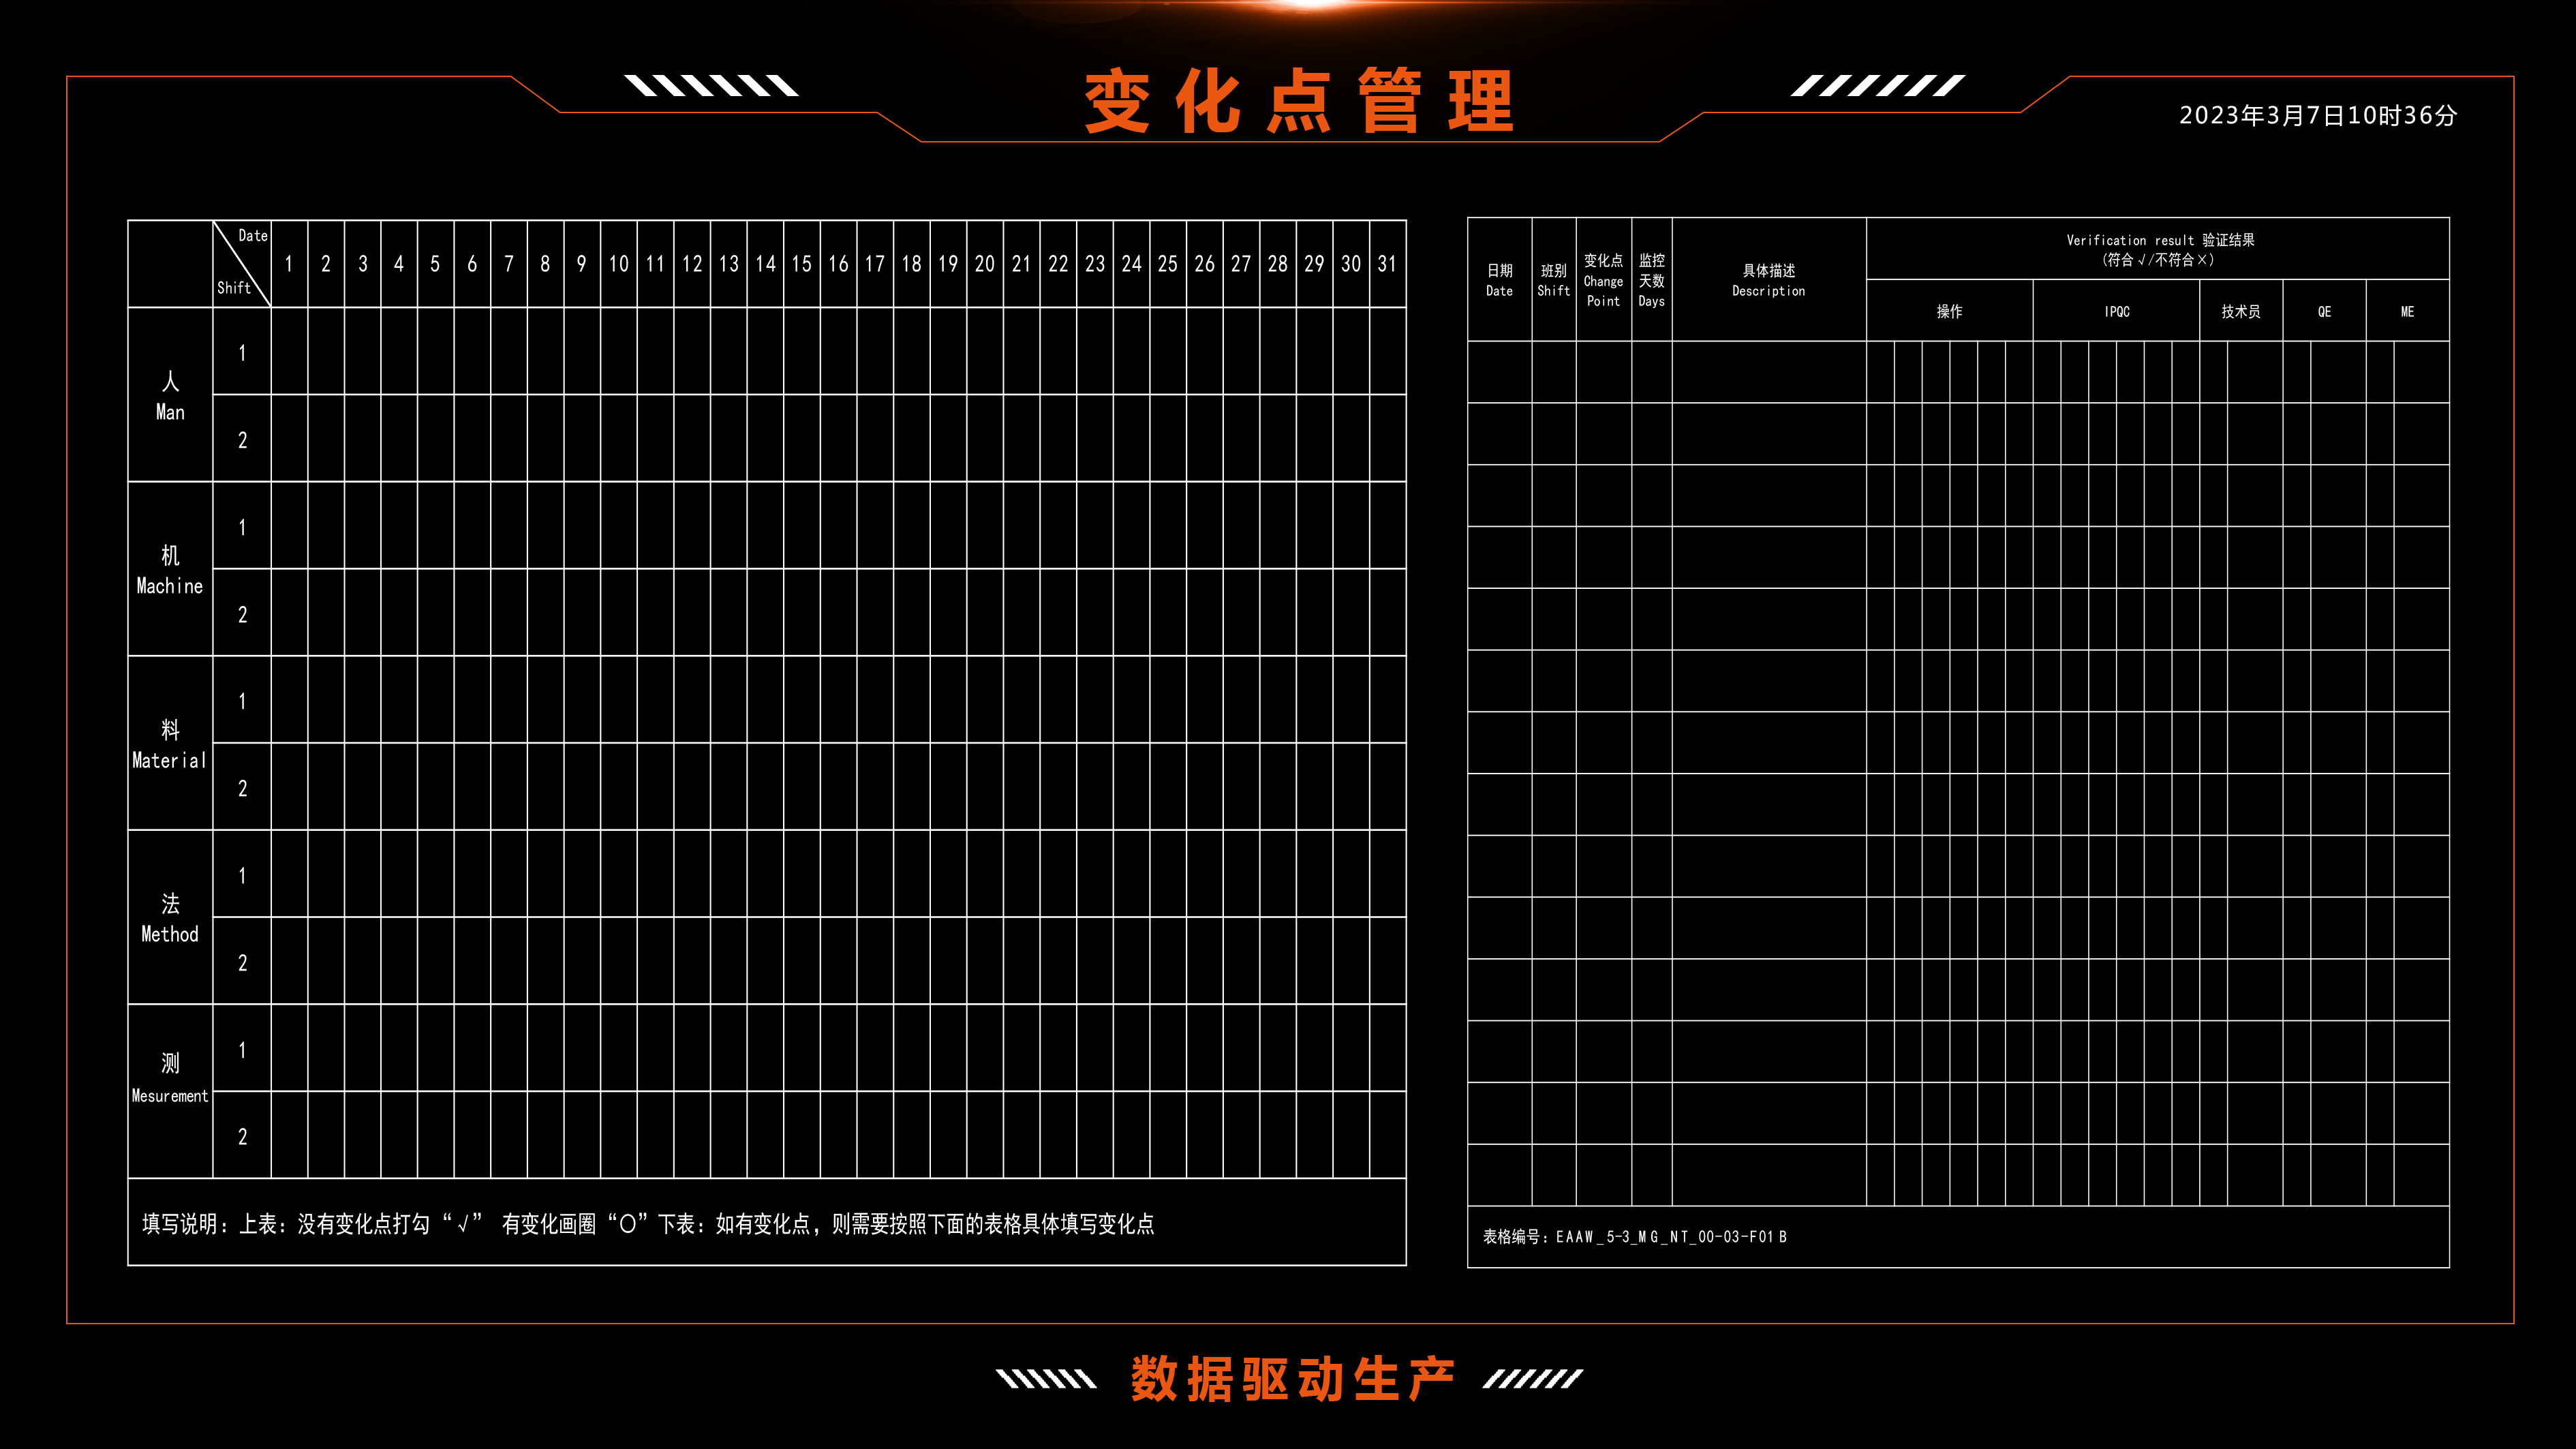 变化点管理
2023年3月7日10时36分
Date
Shift
1 2 3 4 5 6 7 8 9 10 11 12 13 14 15 16 17 18 19 20 21 22 23 24 25 26 27 28 29 30 31
人
Man
1
2
机
Machine
1
2
料
Material
1
2
法
Method
1
2
测
Mesurement
1
2
填写说明：上表：没有变化点打勾“√” 有变化画圈“○”下表：如有变化点，则需要按照下面的表格具体填写变化点
日期
Date
班别
Shift
变化点
Change
Point
监控
天数
Days
具体描述
Description
Verification result 验证结果
（符合√/不符合×）
操作
IPQC
技术员
QE
ME
表格编号：EAAW_5-3_MG_NT_00-03-F01B
数据驱动生产